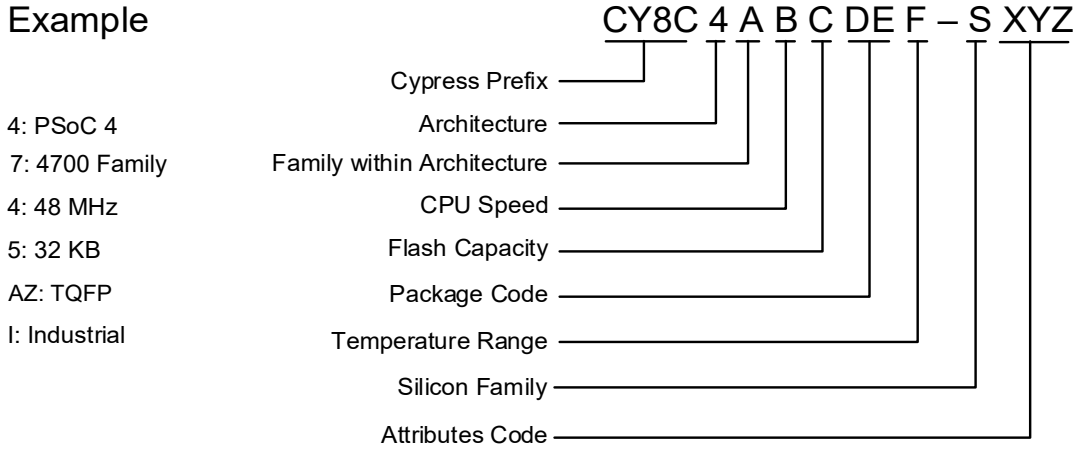 Example CY8C 4 A B C DE F – S XYZ
Cypress Prefix
4: PSoC 4 Architecture
7: 4700 Family Family within Architecture
4: 48 MHz CPU Speed
5: 32 KB Flash Capacity
AZ: TQFP Package Code
I: Industrial Temperature Range
Silicon Family
Attributes Code